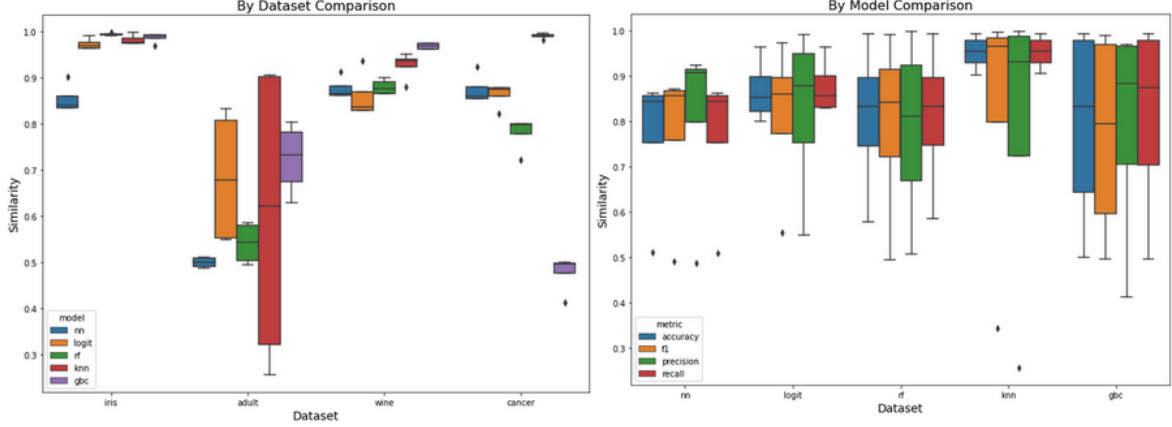 By Dataset Comparison
1.0
0.9
0.8
0.7
0.6
0.5
0.4
0.3
Similarity
model
nn
logit
rf
knn
gbc
iris adult wine cancer
Dataset
By Model Comparison
1.0
0.9
0.8
0.7
0.6
0.5
0.4
0.3
Similarity
metric
accuracy
f1
precision
recall
nn logit rf knn gbc
Dataset